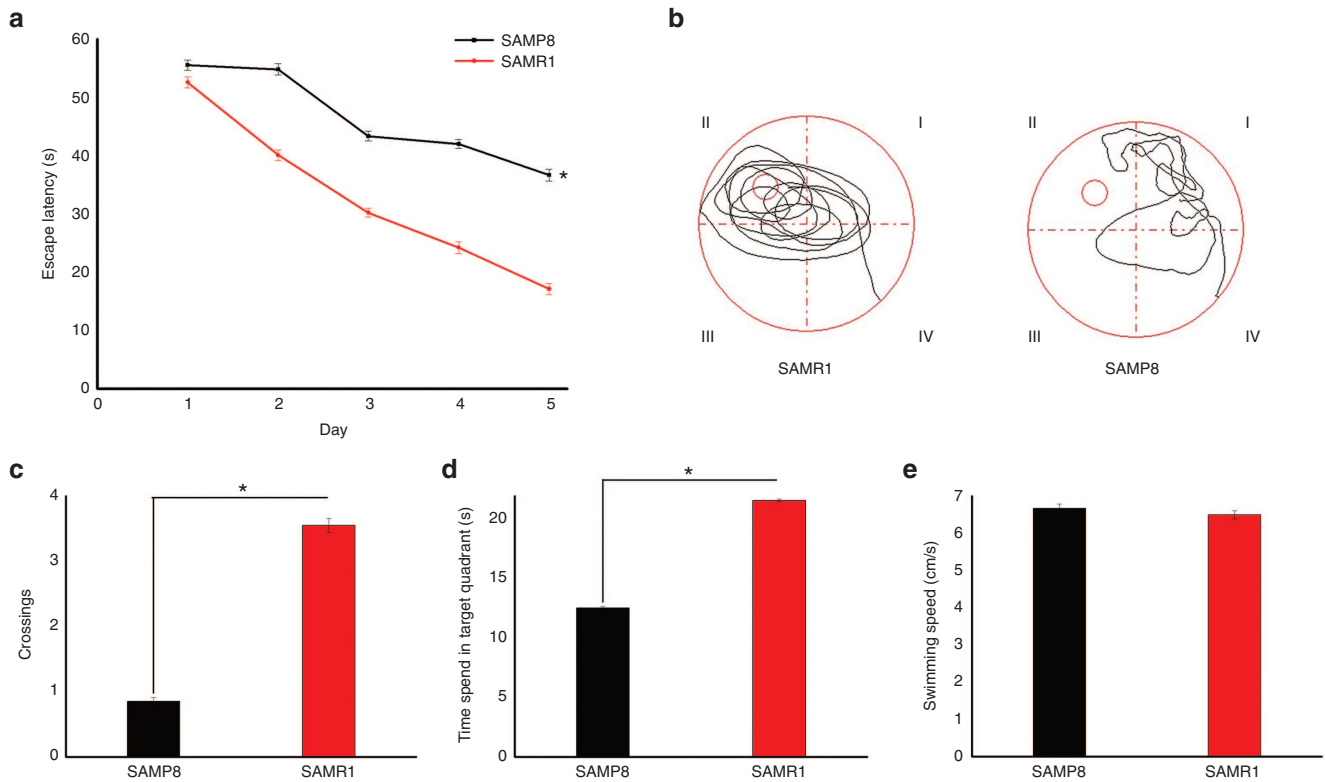 a
60
50
40
30
20
10
0
Escape latency (s)
SAMP8
SAMR1
*
0 1 2 3 4 5
Day
b
II I
III IV
SAMR1
II I
III IV
SAMP8
c
4
3
2
1
0
Crossings
*
SAMP8 SAMR1
d
20
15
10
5
0
Time spend in target quadrant (s)
*
SAMP8 SAMR1
e
7
6
5
4
3
2
1
0
Swimming speed (cm/s)
SAMP8 SAMR1